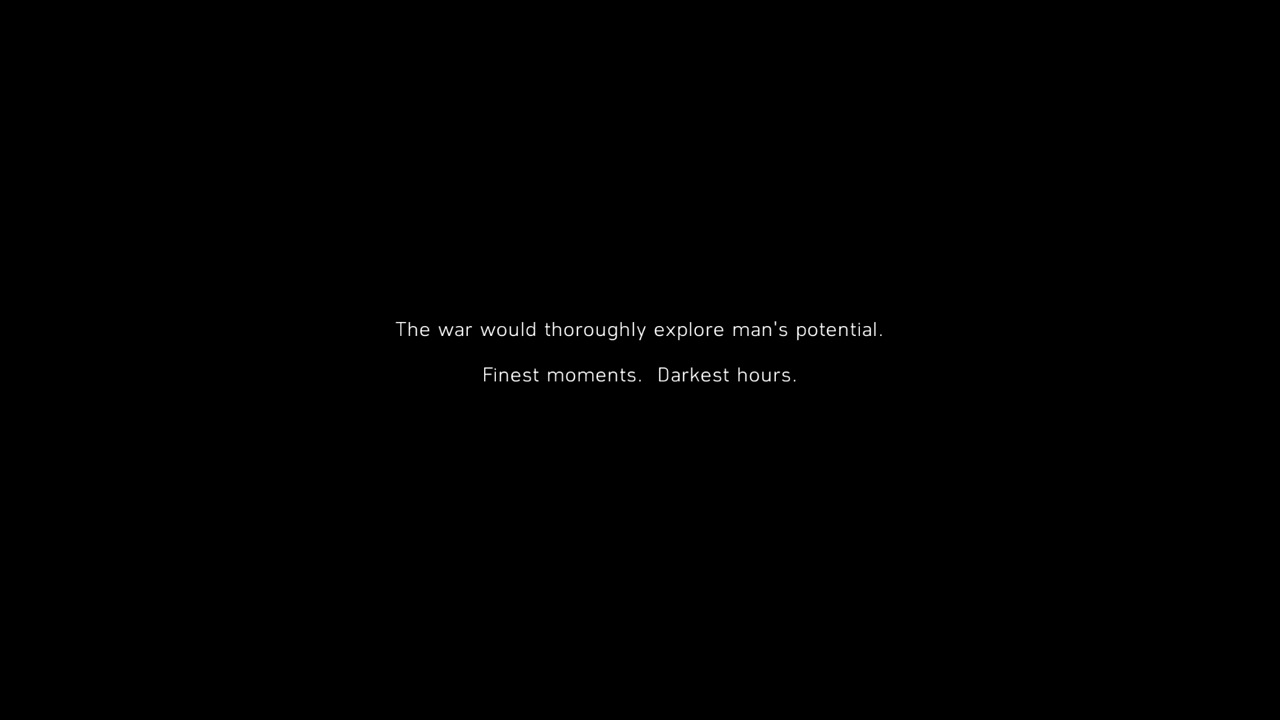 The war would thoroughly explore man's potential.
Finest moments.  Darkest hours.